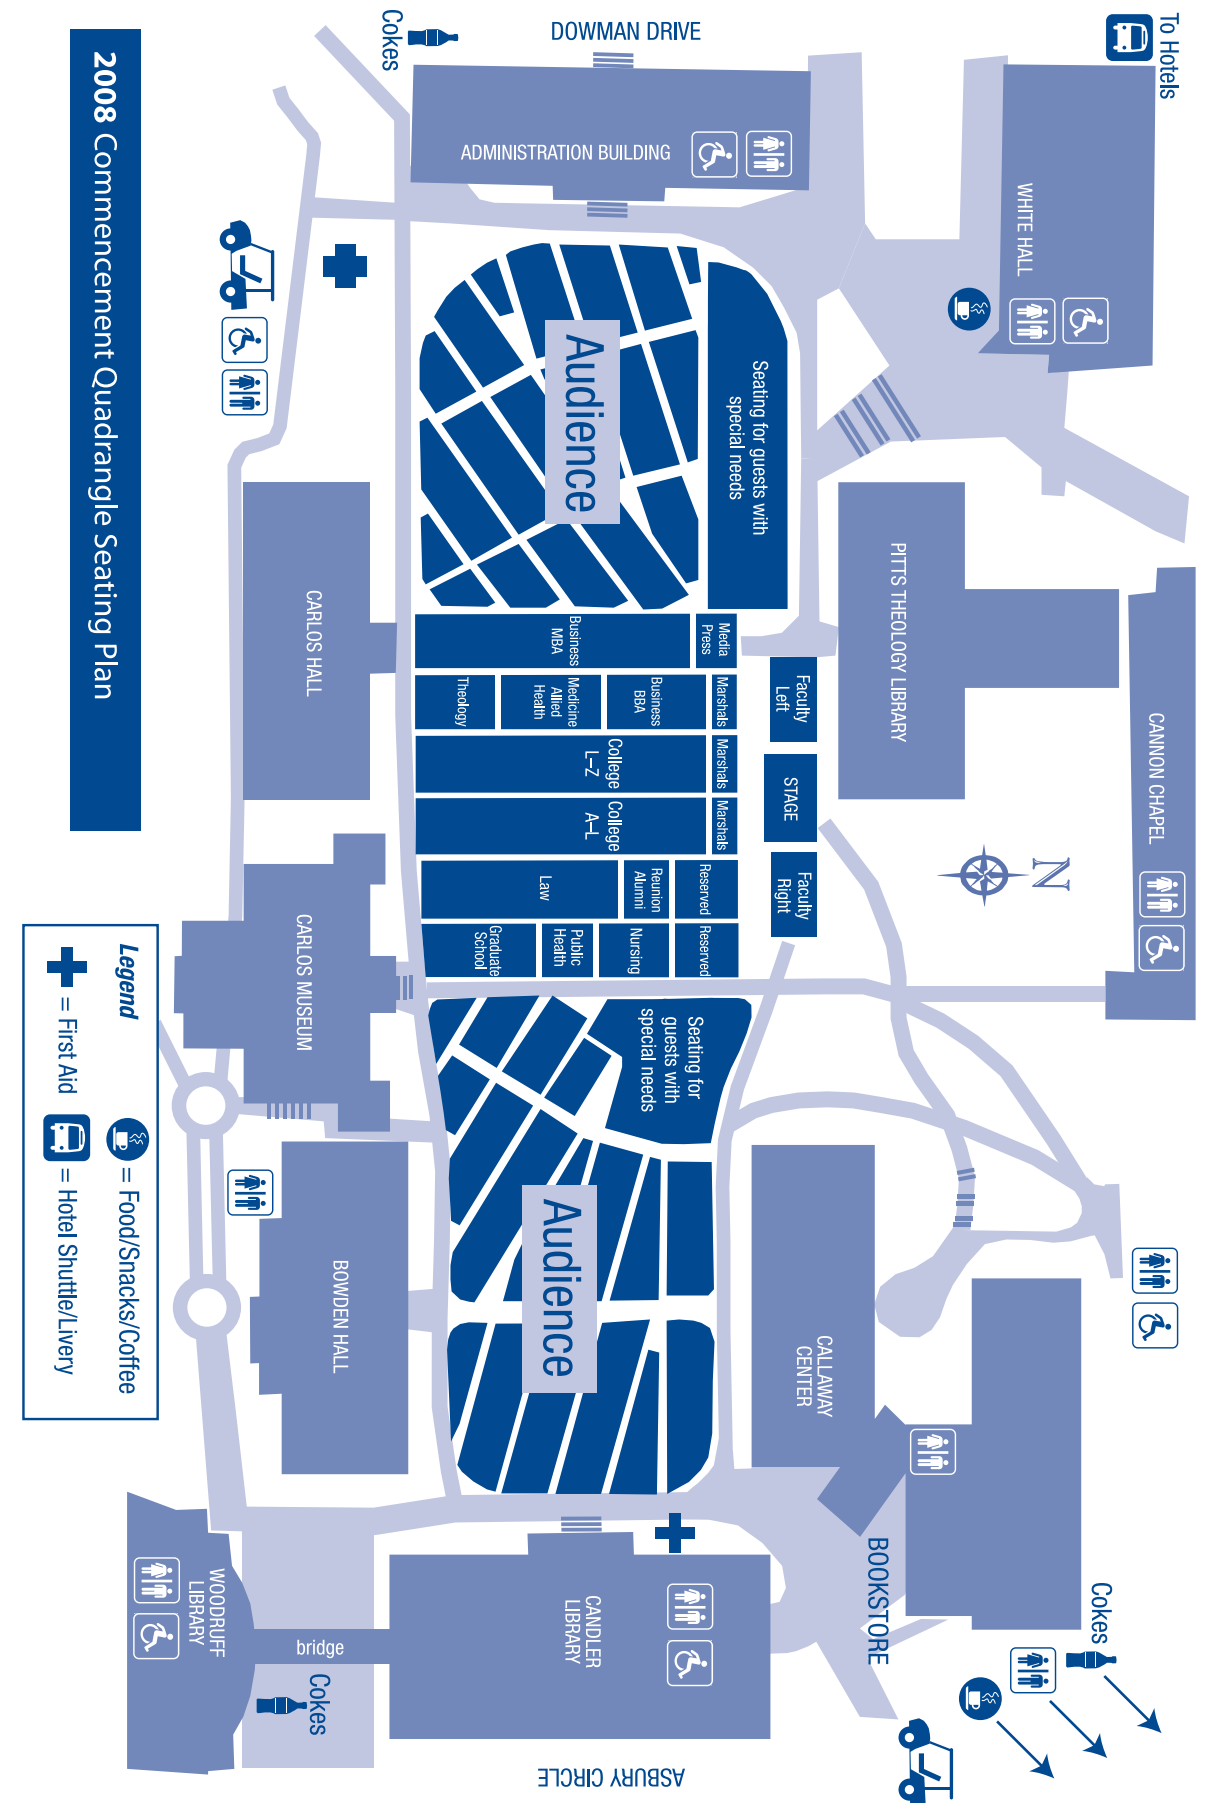 2008 Commencement Quadrangle Seating Plan
To Hotels
DOWMAN DRIVE
Cokes
ADMINISTRATION BUILDING
WHITE HALL
Audience
Seating for guests with
special needs
PITTS THEOLOGY LIBRARY
CANNON CHAPEL
CARLOS HALL
Media
Press
Business
MBA
Faculty
Left
Marshals
Business
BBA
Medicine
Allied
Health
Theology
STAGE
Marshals
College
L–Z
Marshals
College
A–L
N
Faculty
Right
Reserved
Reunion
Alumni
Law
Reserved
Nursing
Public
Health
Graduate
School
CARLOS MUSEUM
Seating for
guests with
special needs
Audience
CALLAWAY
CENTER
BOWDEN HALL
BOOKSTORE
Cokes
CANDLER
LIBRARY
WOODRUFF
LIBRARY
bridge
Cokes
ASBURY CIRCLE
Legend
= First Aid
= Food/Snacks/Coffee
= Hotel Shuttle/Livery